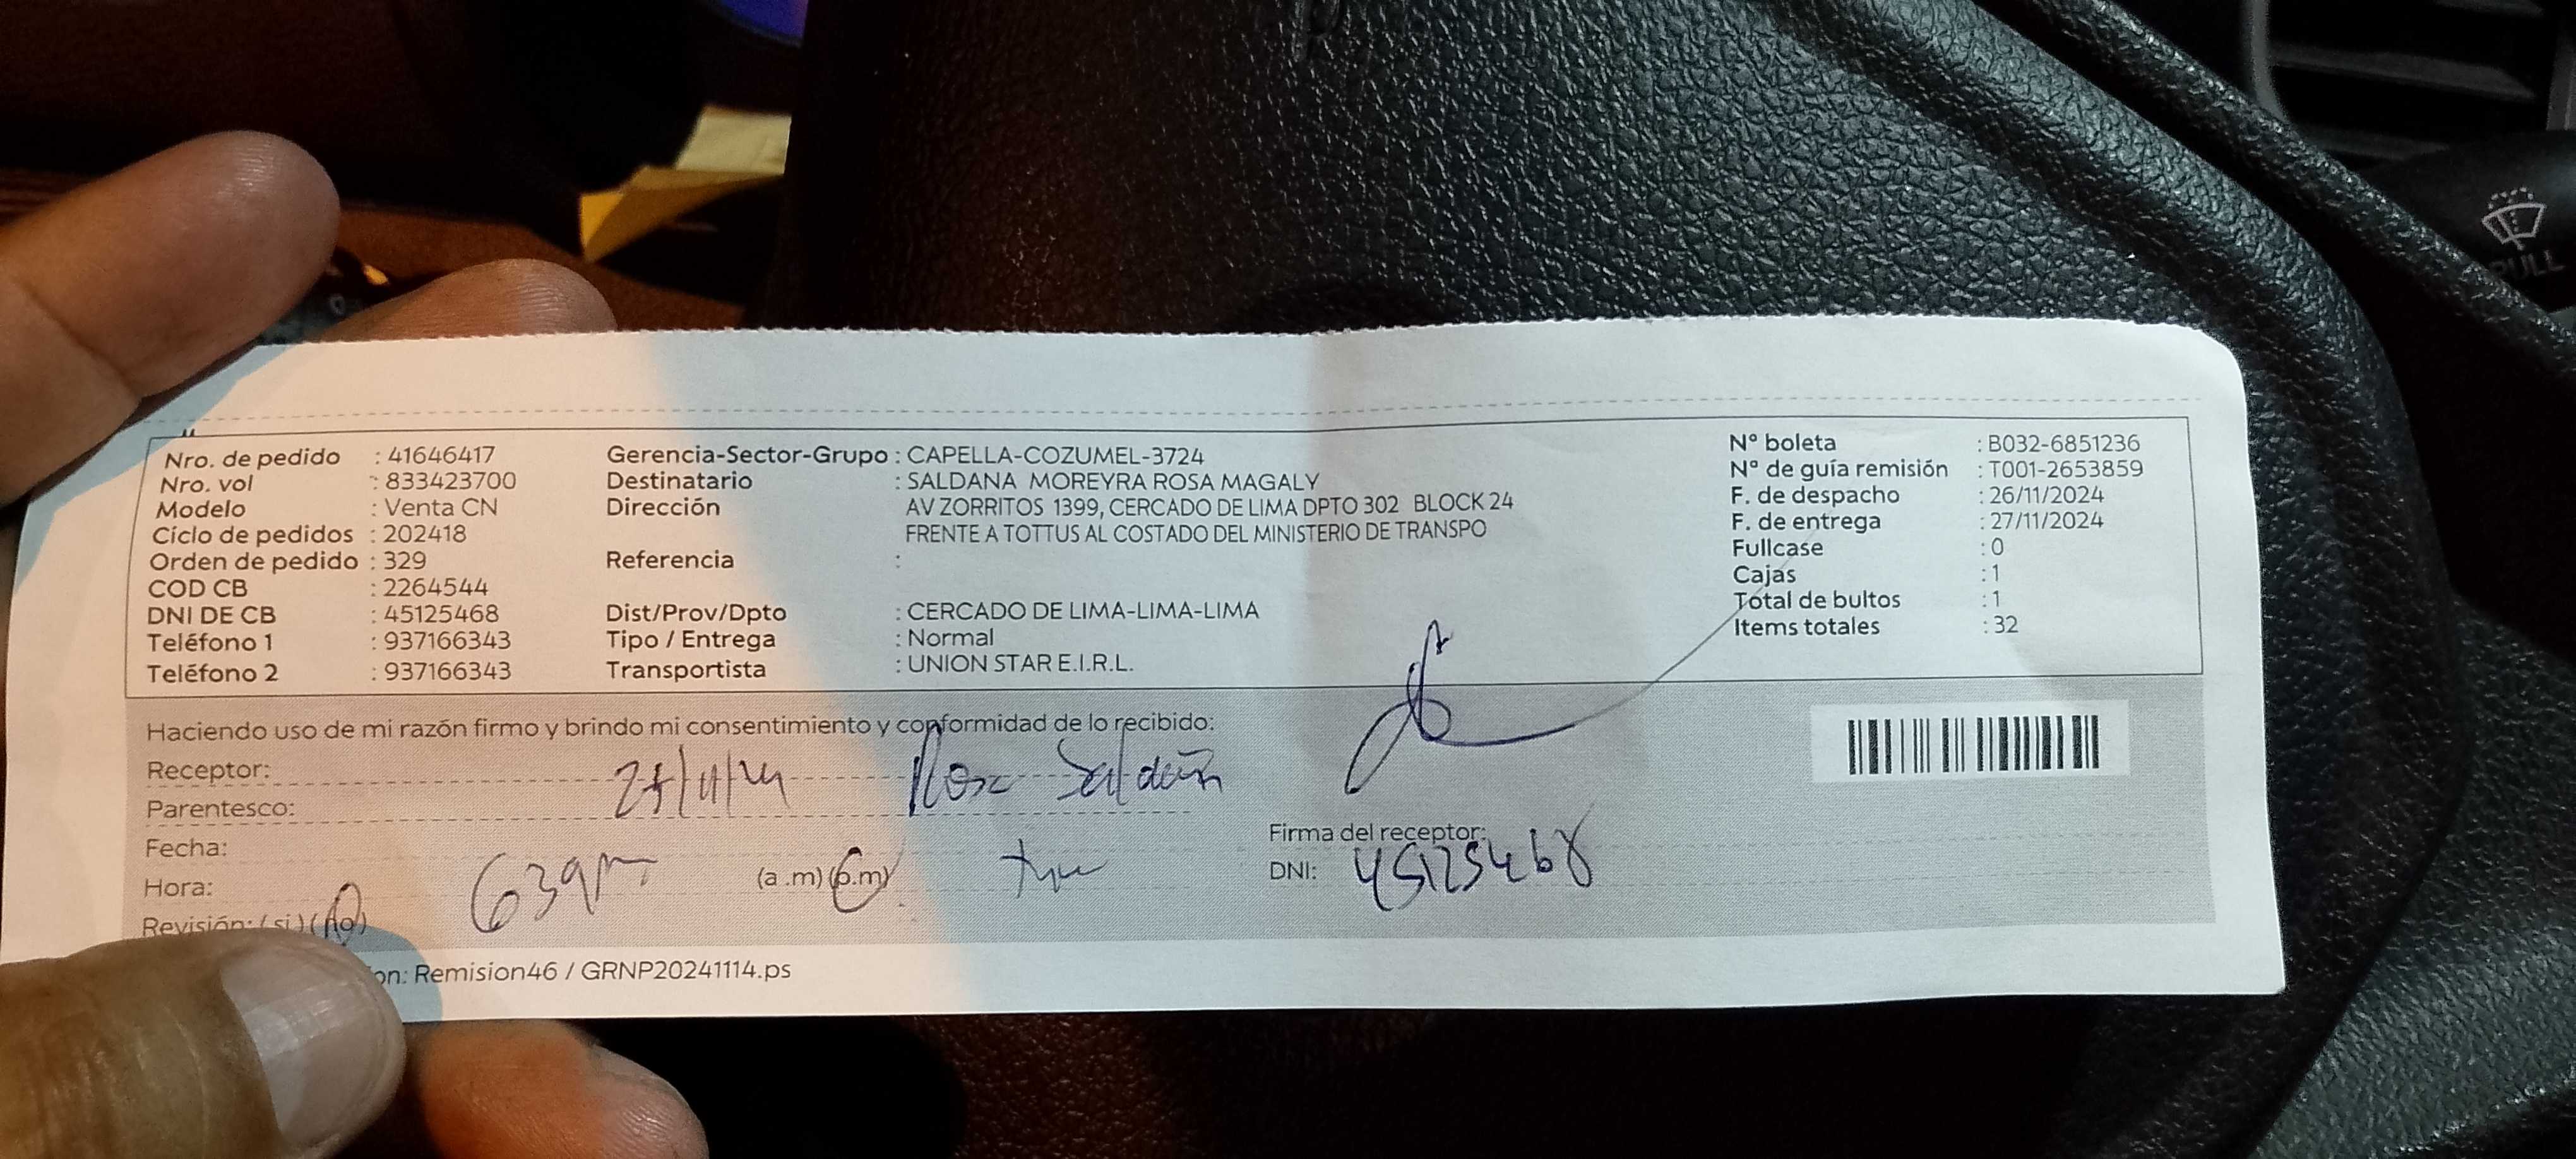 Nro. de pedido : 41646417
Nro. vol : 833423700
Modelo : Venta CN
Ciclo de pedidos : 202418
Orden de pedido : 329
COD CB : 2264544
DNI DE CB : 45125468
Teléfono 1 : 937166343
Teléfono 2 : 937166343
Gerencia-Sector-Grupo : CAPELLA-COZUMEL-3724
Destinatario : SALDANA MOREYRA ROSA MAGALY
Dirección AV ZORRITOS 1399, CERCADO DE LIMA DPTO 302 BLOCK 24
FRENTE A TOTTUS AL COSTADO DEL MINISTERIO DE TRANSPO
Referencia :
Dist/Prov/Dpto : CERCADO DE LIMA-LIMA-LIMA
Tipo / Entrega : Normal
Transportista : UNION STAR E.I.R.L.
N° boleta : B032-6851236
N° de guía remisión : T001-2653859
F. de despacho : 26/11/2024
F. de entrega : 27/11/2024
Fullcase : 0
Cajas : 1
Total de bultos : 1
Items totales : 32
Haciendo uso de mi razón firmo y brindo mi consentimiento y conformidad de lo recibido:
Receptor: Rosa Saldaña
Parentesco:
Fecha:
Hora: (a.m) (p.m)
Revisión: (si) (no)
Firma del receptor:
DNI: 45125468
on: Remision46 / GRNP20241114.ps
PULL